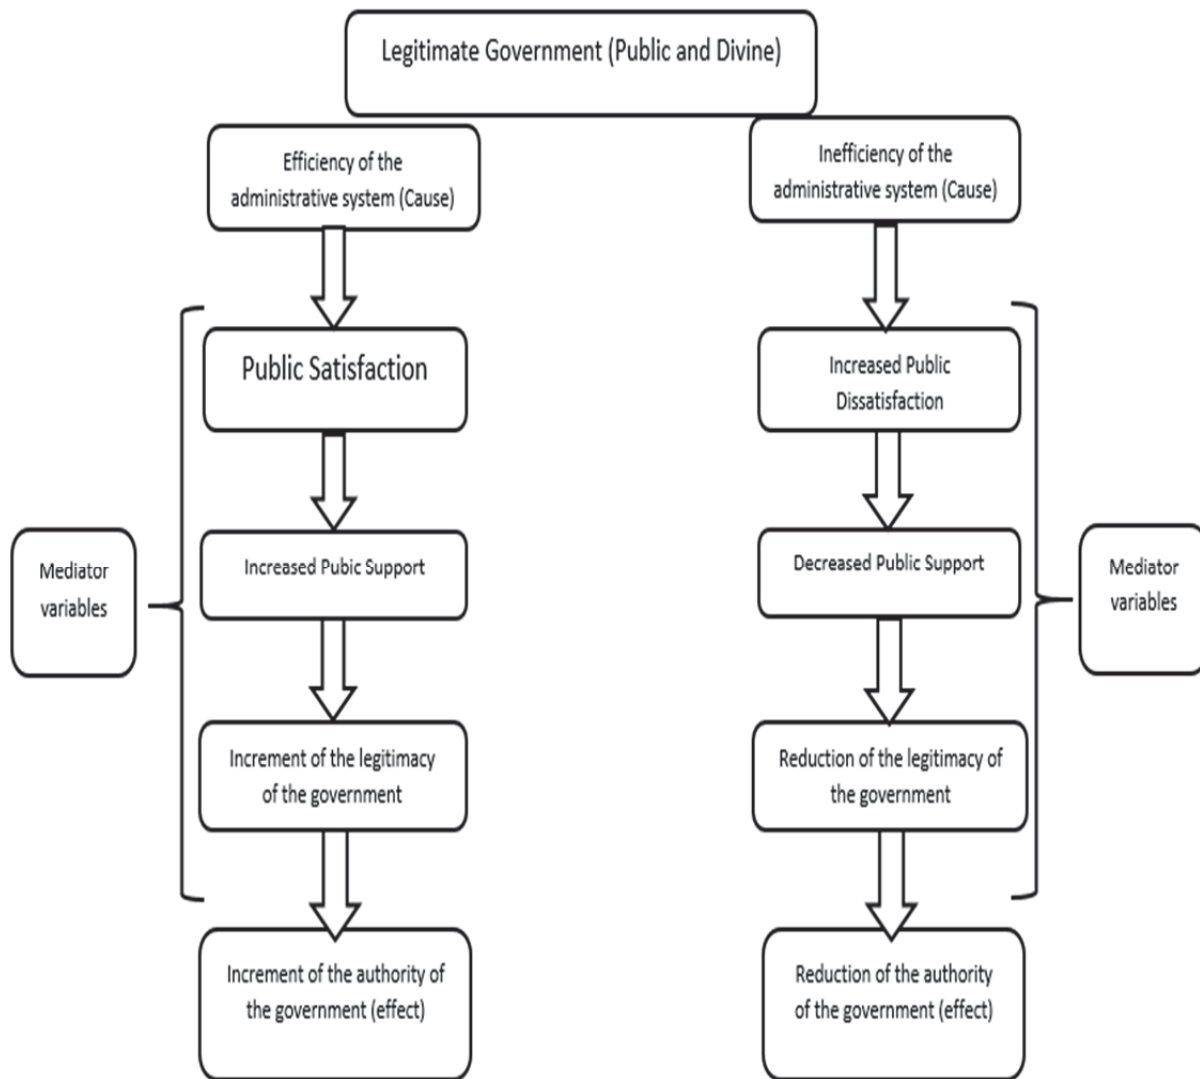 Legitimate Government (Public and Divine)
Efficiency of the
administrative system (Cause)
Inefficiency of the
administrative system (Cause)
Public Satisfaction
Increased Public
Dissatisfaction
Mediator
variables
Increased Pubic Support
Decreased Public Support
Mediator
variables
Increment of the legitimacy
of the government
Reduction of the legitimacy of
the government
Increment of the authority of
the government (effect)
Reduction of the authority
of the government (effect)